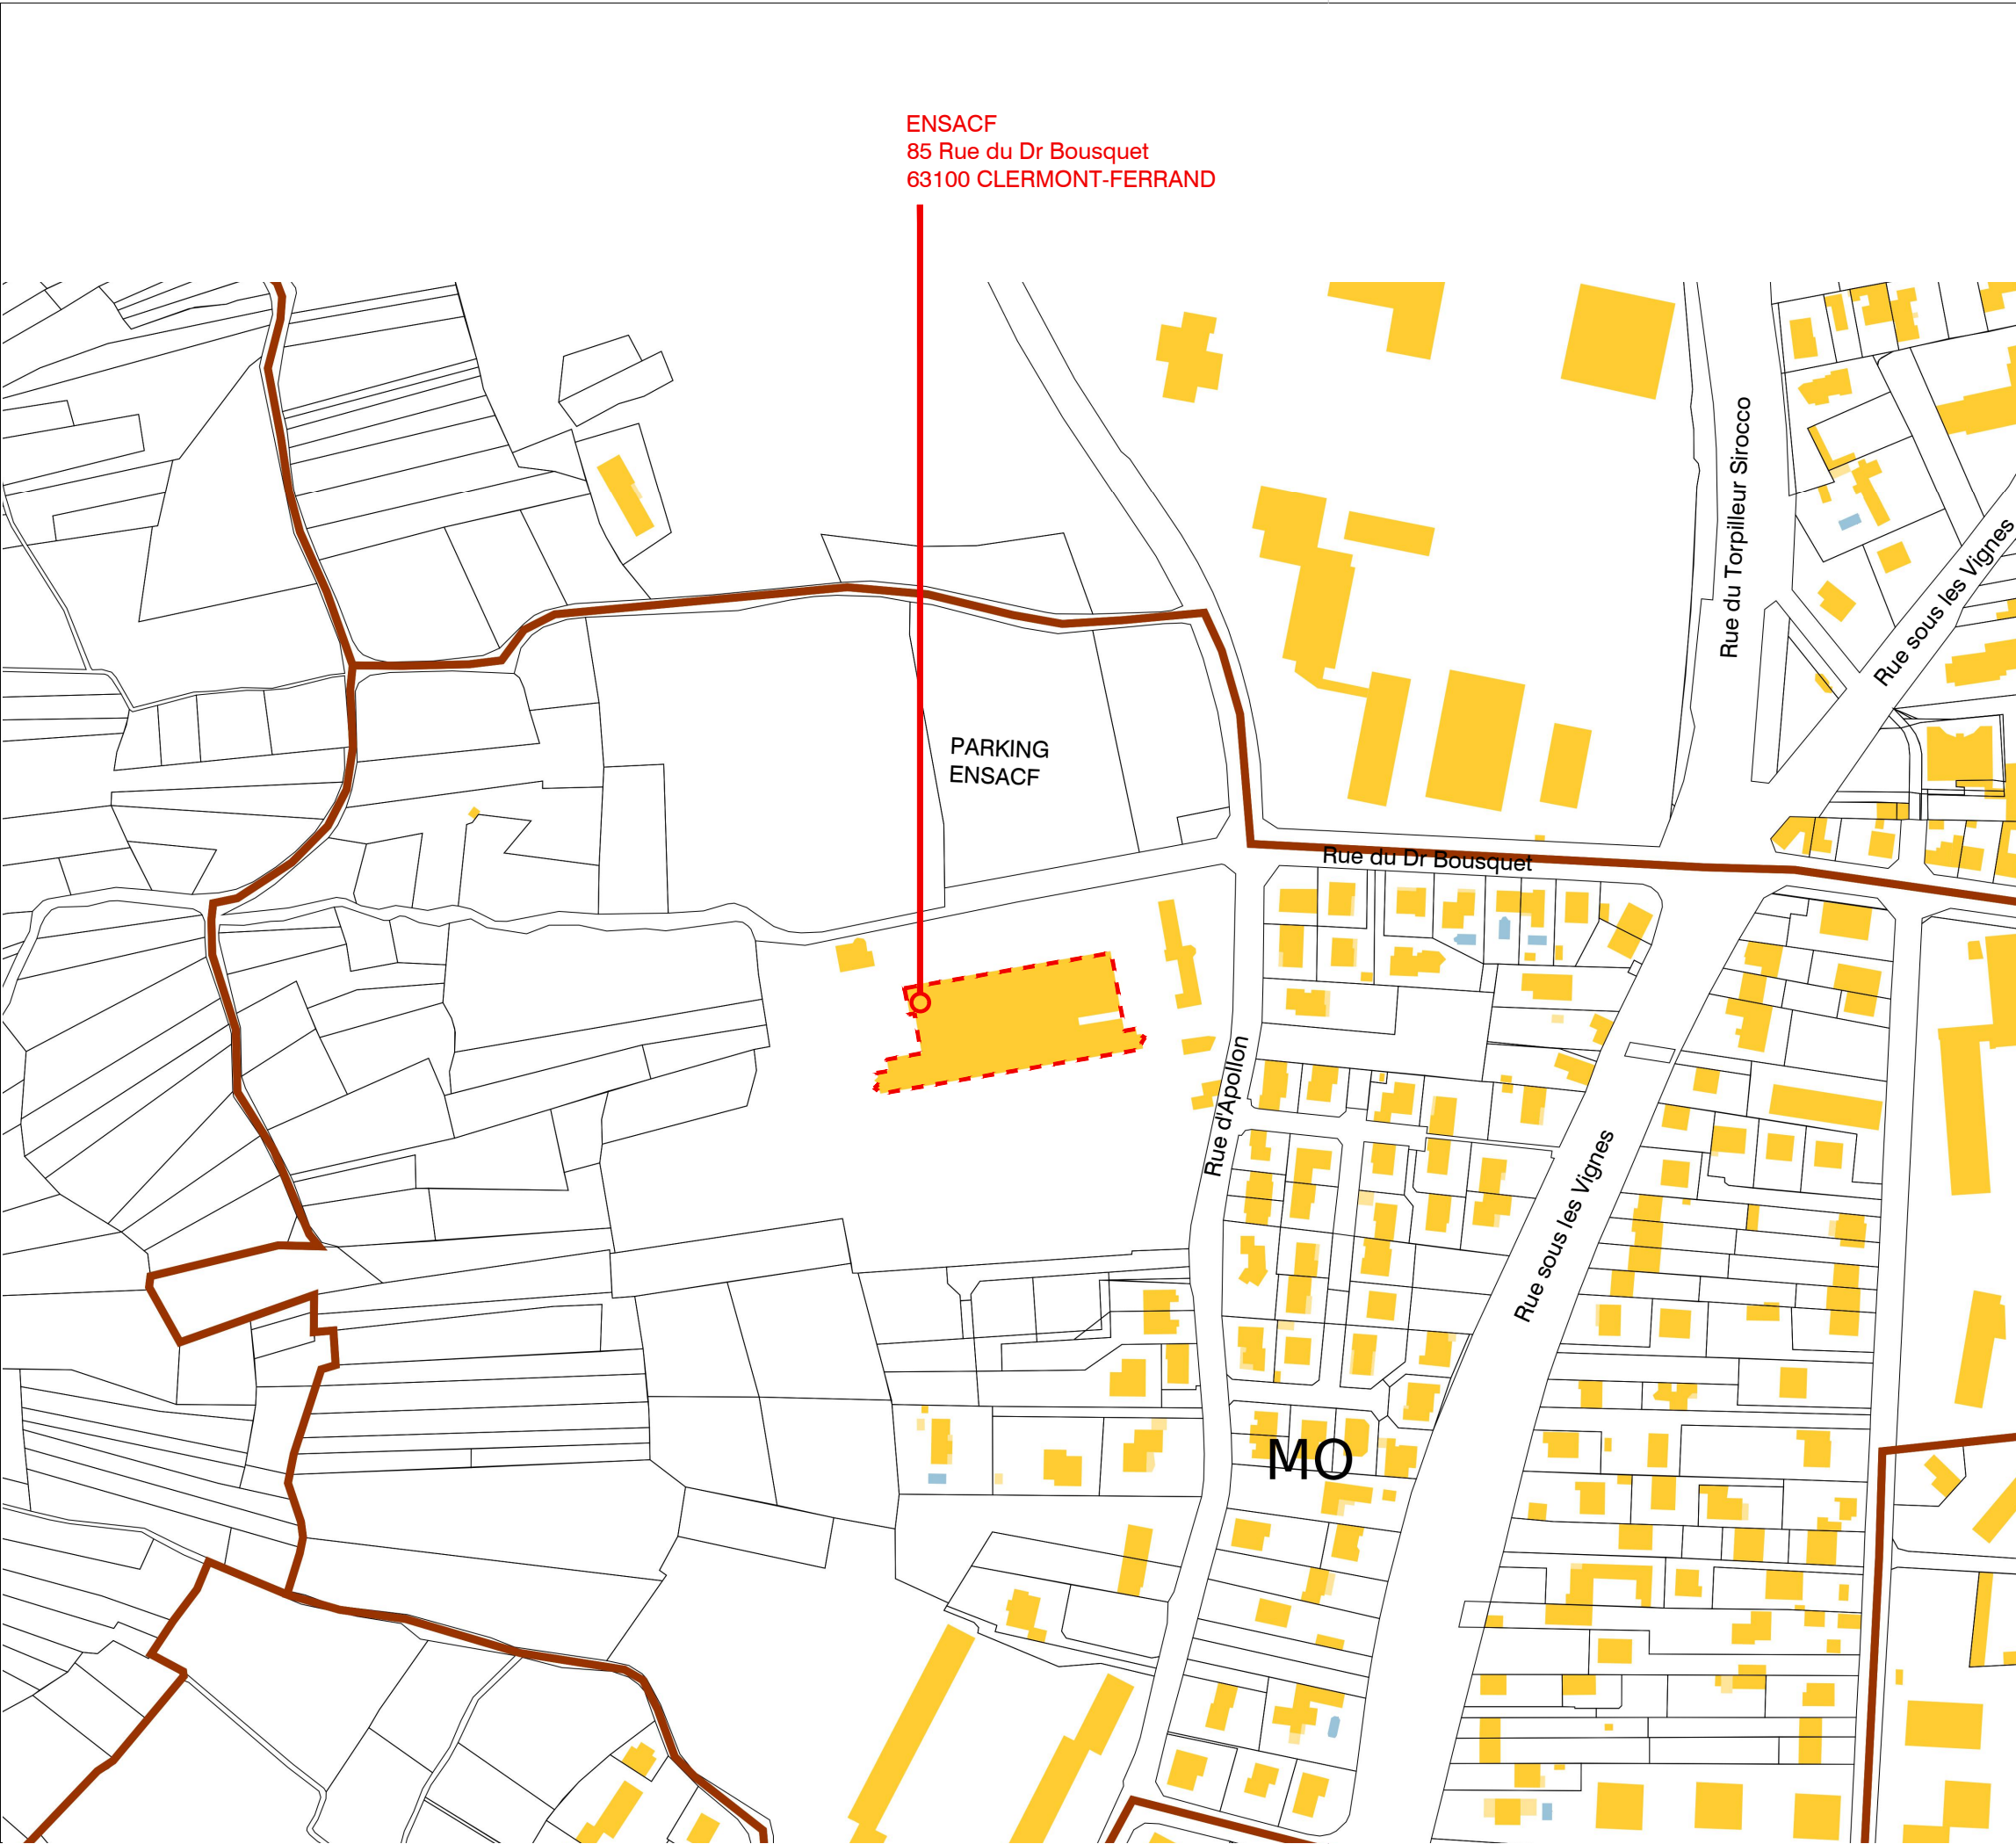 ENSACF
85 Rue du Dr Bousquet
63100 CLERMONT-FERRAND
Rue du Torpilleur Sirocco
Rue sous les Vignes
PARKING
ENSACF
Rue du Dr Bousquet
Rue d'Apollon
Rue sous les Vignes
MO